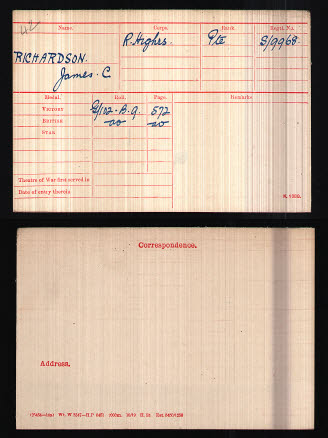 Name. Corps. Rank. Regtl. No.
RICHARDSON. R. Highrs. Pte S/9968.
James. C
Medal. Roll. Page. Remarks.
VICTORY G/102.B.9. 572
BRITISH do do
STAR
Theatre of War first served in
Date of entry therein
K. 1380.
Correspondence.
Address.